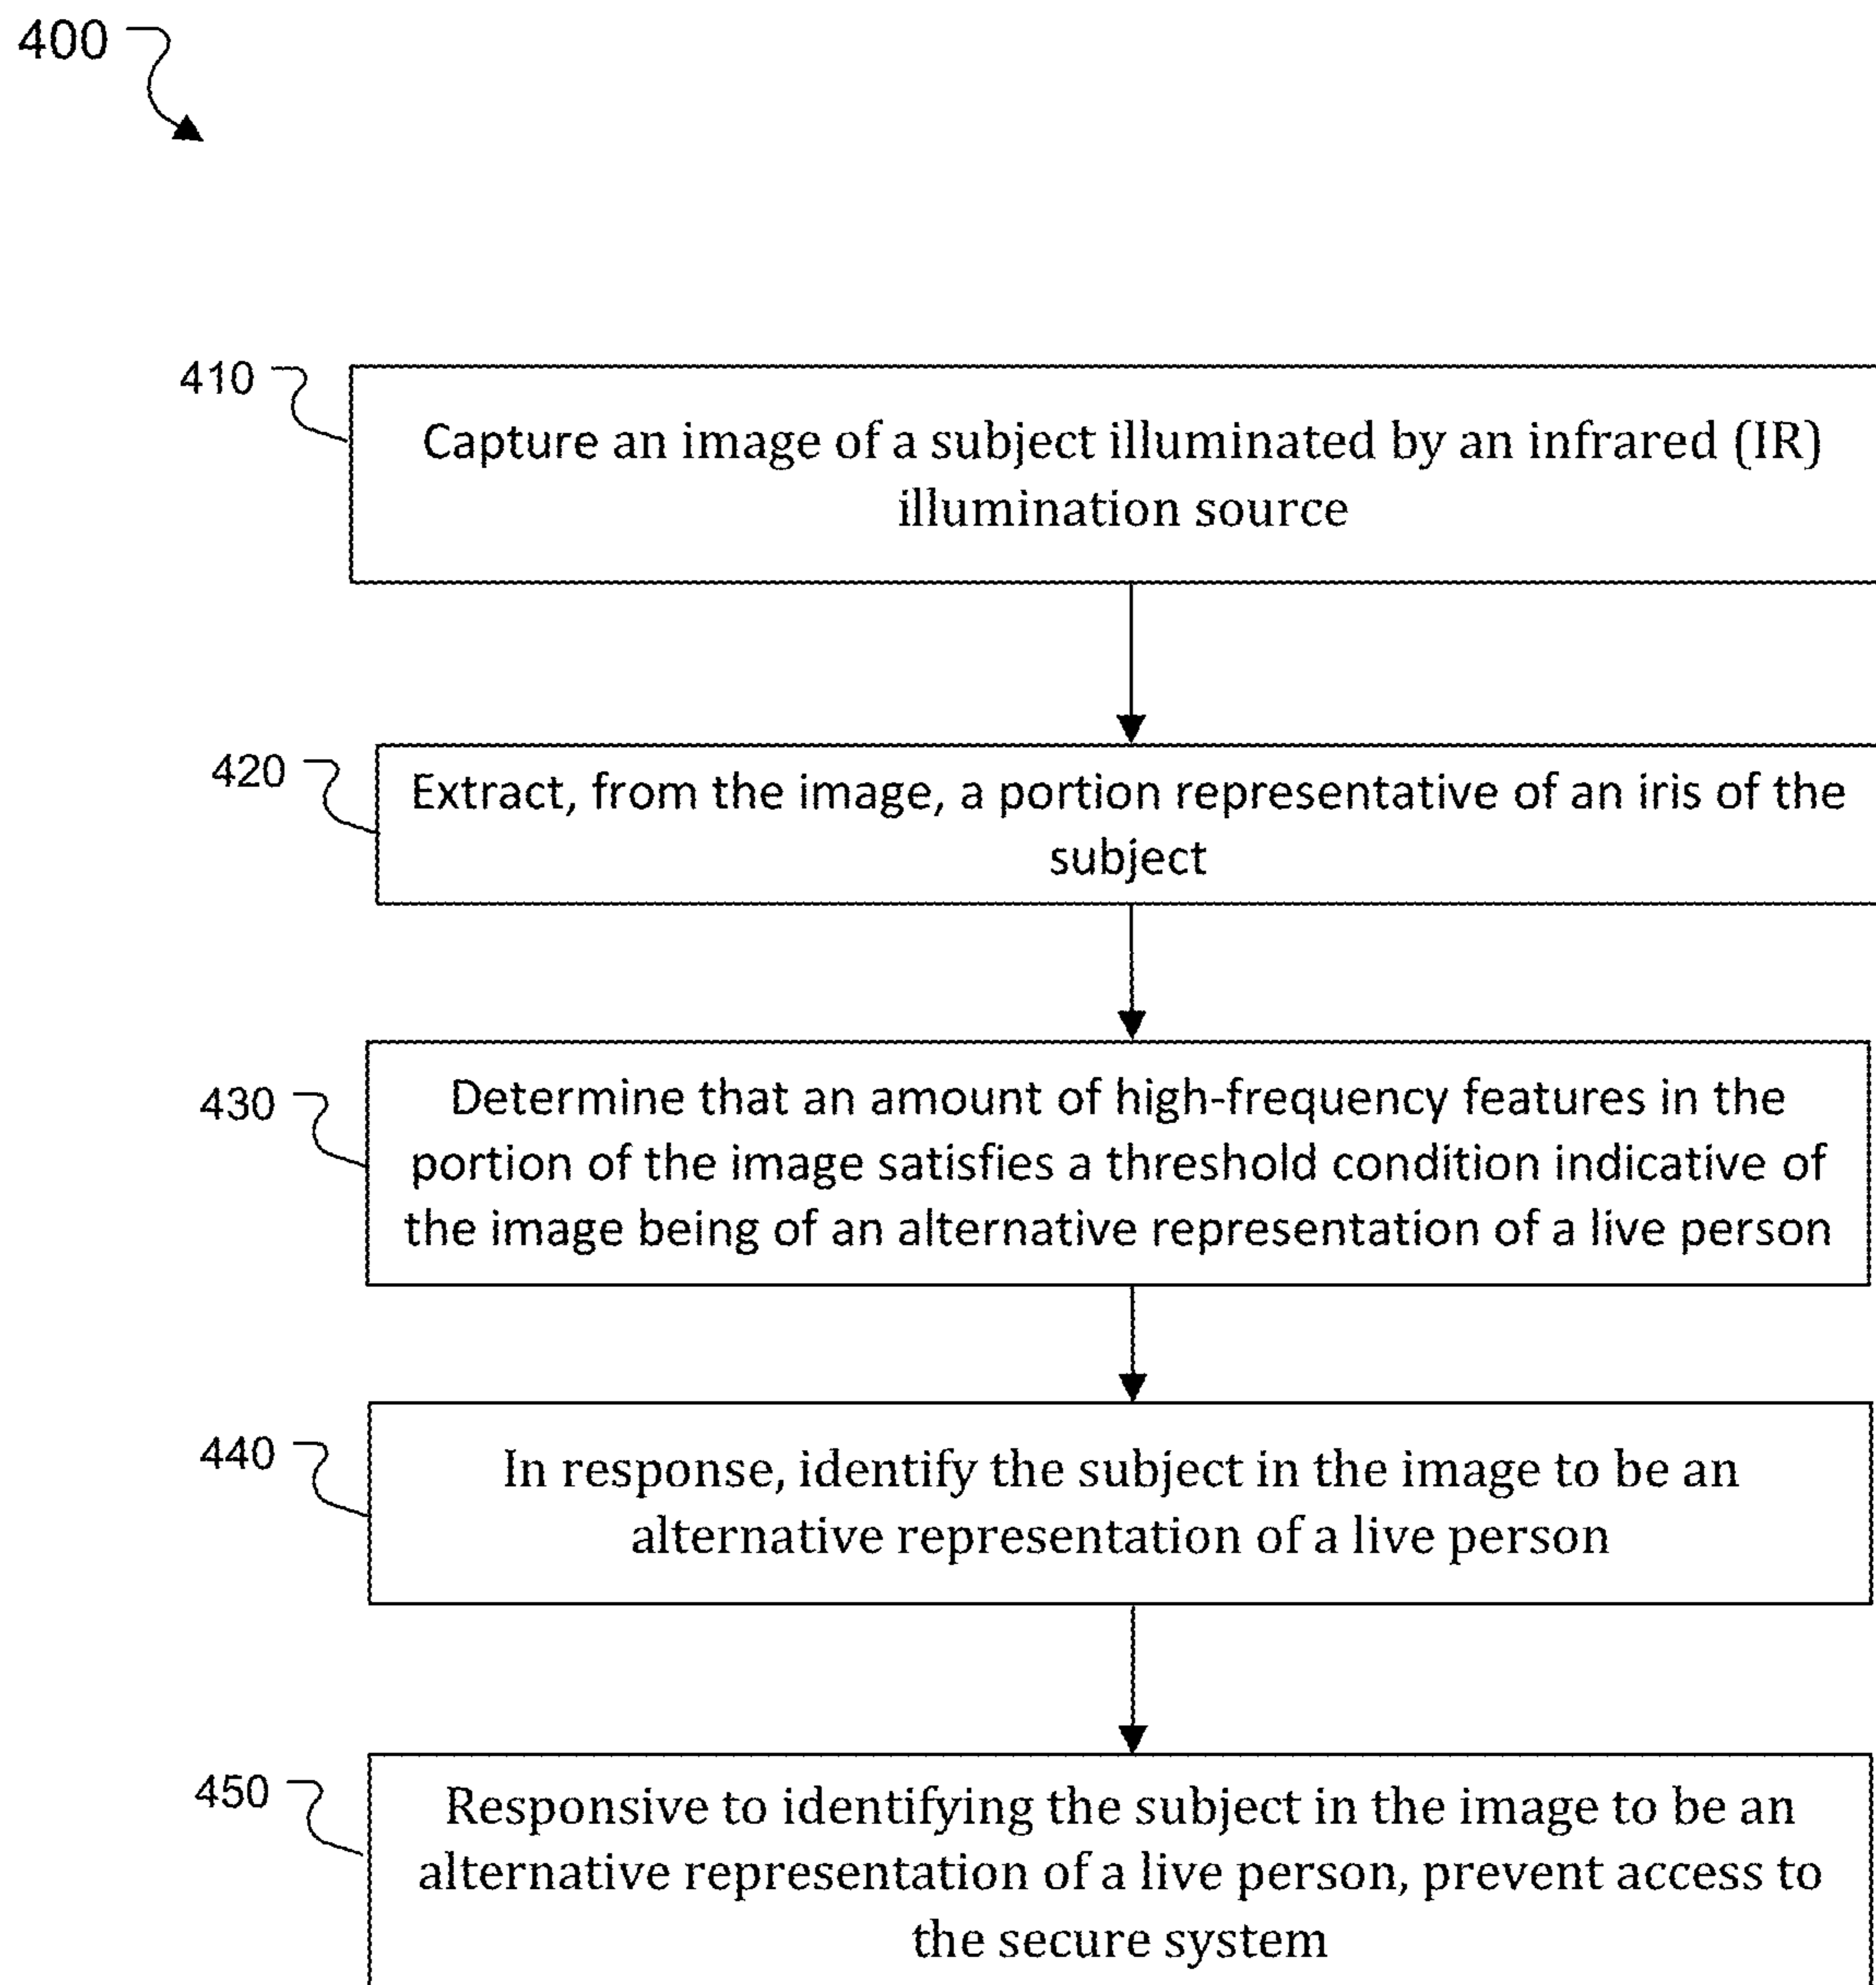 400
410
Capture an image of a subject illuminated by an infrared (IR)
illumination source
420
Extract, from the image, a portion representative of an iris of the
subject
430
Determine that an amount of high-frequency features in the
portion of the image satisfies a threshold condition indicative of
the image being of an alternative representation of a live person
440
In response, identify the subject in the image to be an
alternative representation of a live person
450
Responsive to identifying the subject in the image to be an
alternative representation of a live person, prevent access to
the secure system